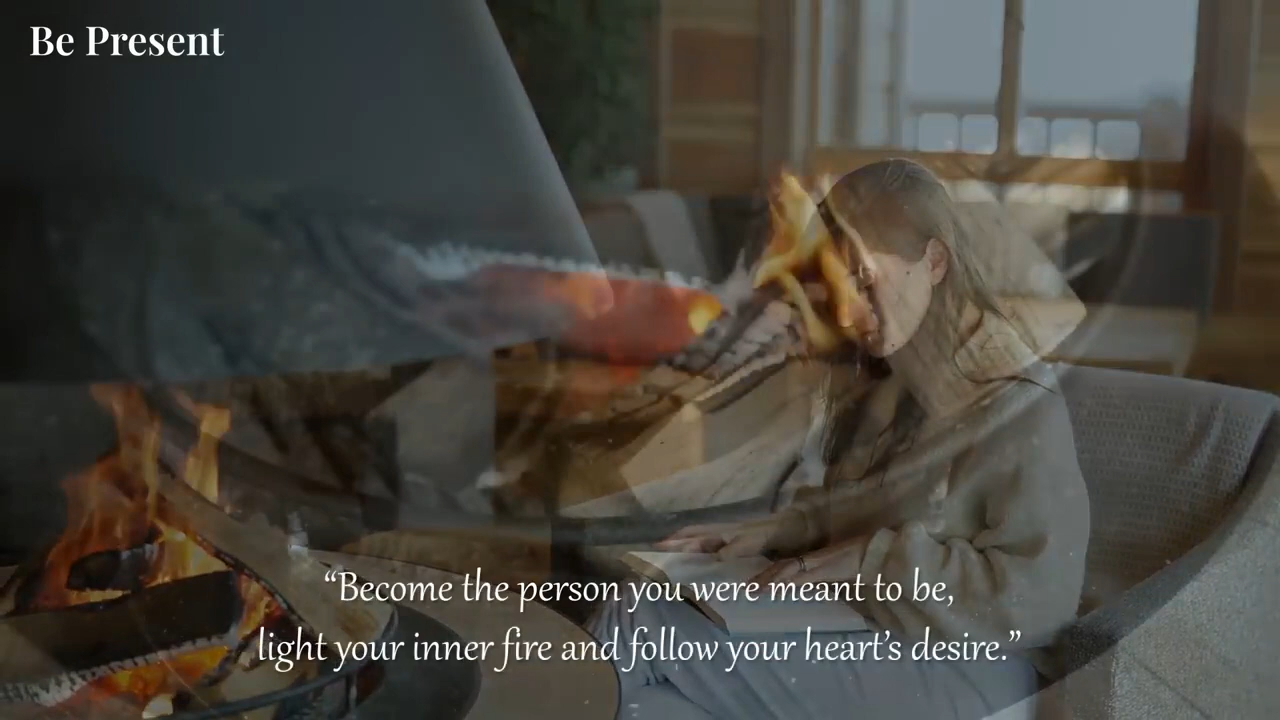 Be Present
“Become the person you were meant to be,
light your inner fire and follow your heart’s desire.”